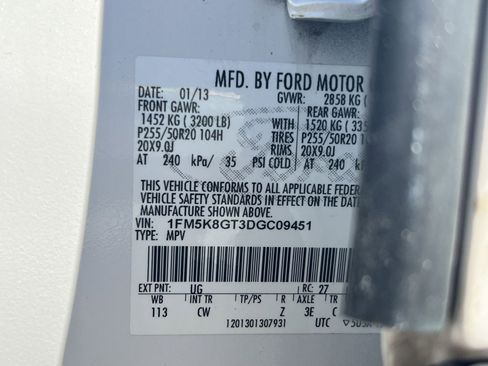 MFD. BY FORD MOTOR
DATE: 01/13 GVWR: 2858 KG (
FRONT GAWR: REAR GAWR:
1452 KG ( 3200 LB) WITH 1520 KG ( 335
P255/50R20 104H TIRES P255/50R20
20X9.0J RIMS 20X9.0J
AT 240 kPa/ 35 PSI COLD AT 240
THIS VEHICLE CONFORMS TO ALL APPLICABLE FEDERA
VEHICLE SAFETY STANDARDS IN EFFECT ON THE DATE
MANUFACTURE SHOWN ABOVE.
VIN: 1FM5K8GT3DGC09451
TYPE: MPV
EXT PNT: UG RC: 27
WB INT TR TP/PS R AXLE TR
113 CW Z 3E C
1201301307931 UTC